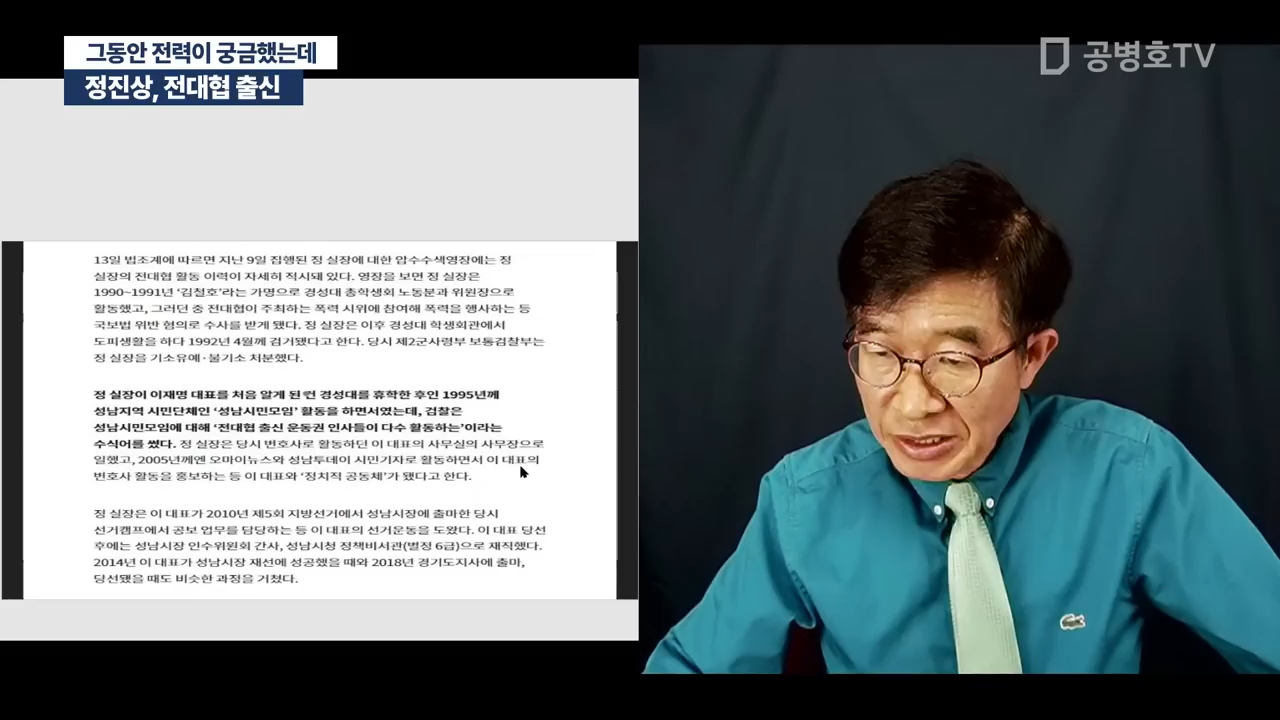 그동안 전력이 궁금했는데
정진상, 전대협 출신
공병호TV
13일 법조계에 따르면 지난 9일 집행된 정 실장에 대한 압수수색영장에는 정
실장의 전대협 활동 이력이 자세히 적시돼 있다. 영장을 보면 정 실장은
1990~1991년 ‘김철호’라는 가명으로 경성대 총학생회 노동분과 위원장으로
활동했고, 그러던 중 전대협이 주최하는 폭력 시위에 참여해 폭력을 행사하는 등
국보법 위반 혐의로 수사를 받게 됐다. 정 실장은 이후 경성대 학생회관에서
도피생활을 하다 1992년 4월께 검거됐다고 한다. 당시 제2군사령부 보통검찰부는
정 실장을 기소유예·불기소 처분했다.
정 실장이 이재명 대표를 처음 알게 된 건 경성대를 휴학한 후인 1995년께
성남지역 시민단체인 ‘성남시민모임’ 활동을 하면서였는데, 검찰은
성남시민모임에 대해 ‘전대협 출신 운동권 인사들이 다수 활동하는’이라는
수식어를 썼다. 정 실장은 당시 변호사로 활동하던 이 대표의 사무실의 사무장으로
일했고, 2005년께엔 오마이뉴스와 성남투데이 시민기자로 활동하면서 이 대표의
변호사 활동을 홍보하는 등 이 대표와 ‘정치적 공동체’가 됐다고 한다.
정 실장은 이 대표가 2010년 제5회 지방선거에서 성남시장에 출마한 당시
선거캠프에서 공보 업무를 담당하는 등 이 대표의 선거운동을 도왔다. 이 대표 당선
후에는 성남시장 인수위원회 간사, 성남시청 정책비서관(별정 6급)으로 재직했다.
2014년 이 대표가 성남시장 재선에 성공했을 때와 2018년 경기도지사에 출마,
당선됐을 때도 비슷한 과정을 거쳤다.